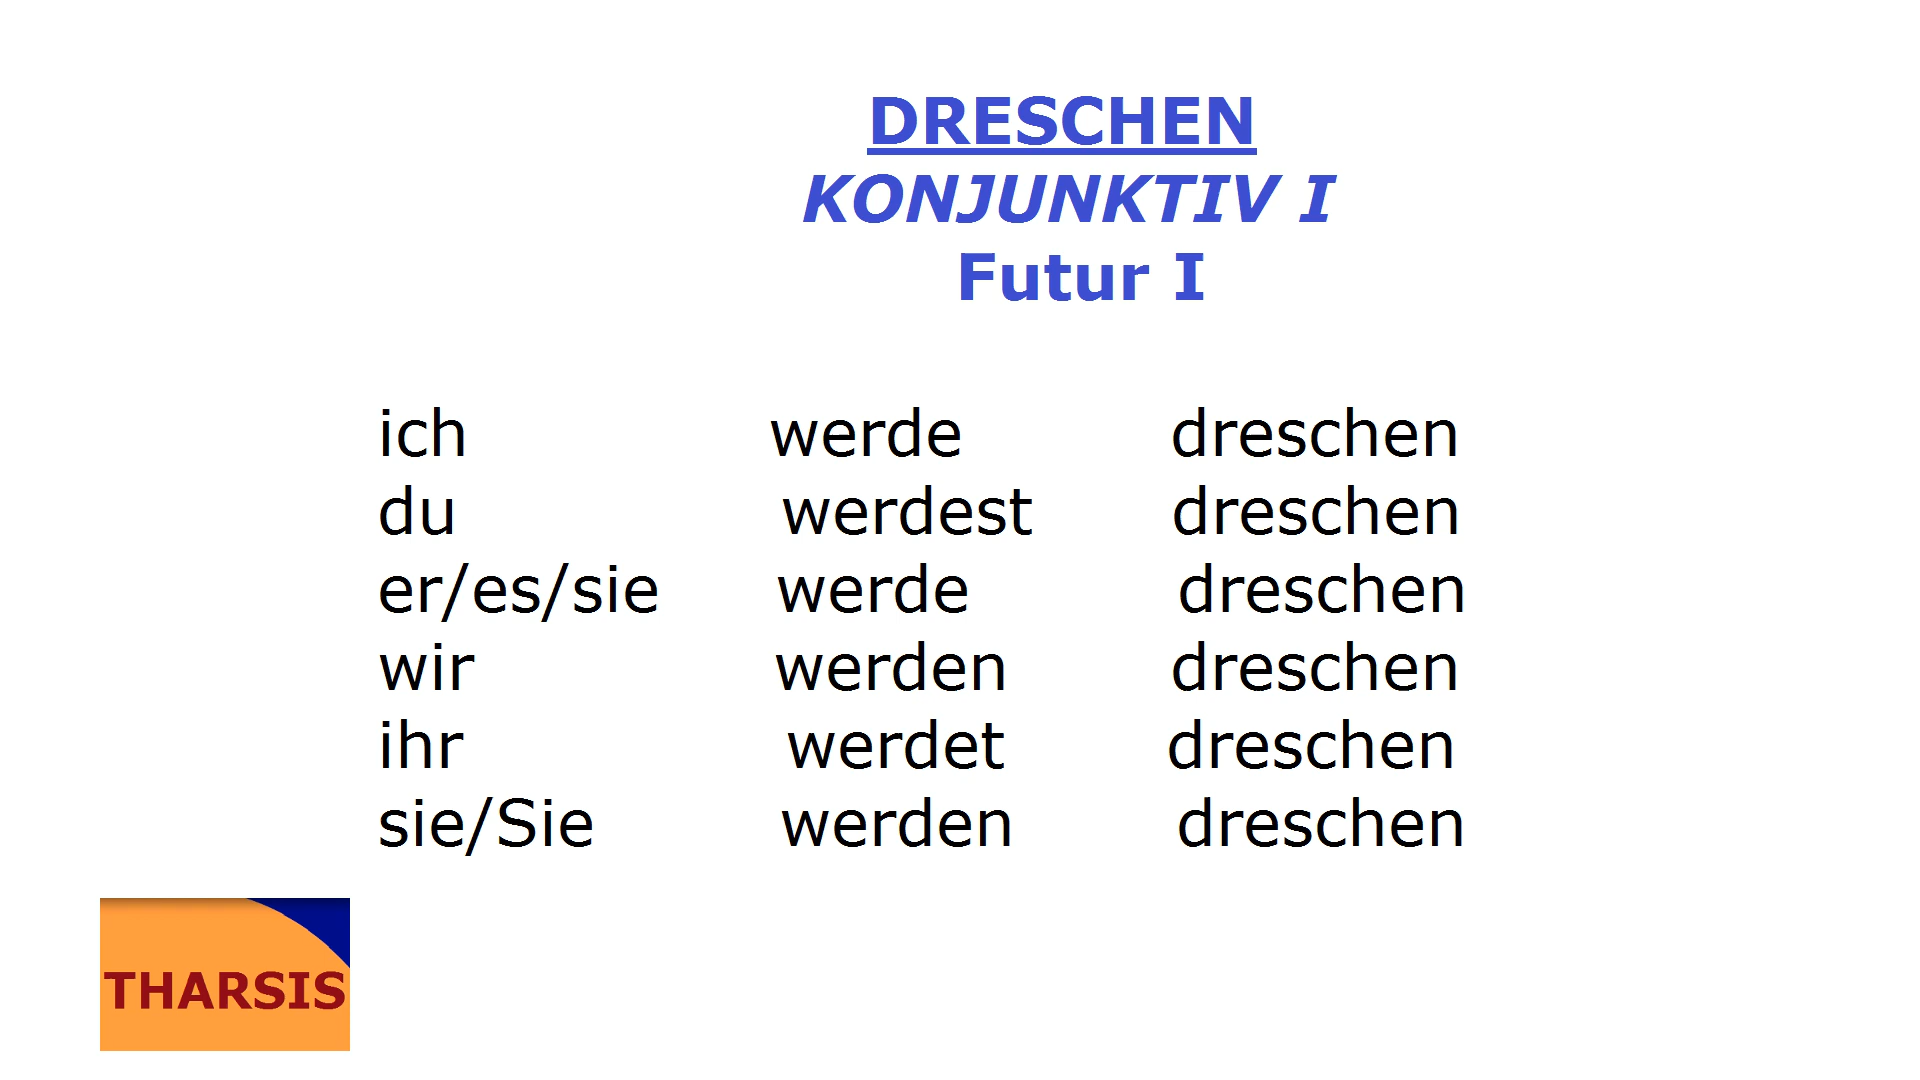 DRESCHEN
KONJUNKTIV I
Futur I
ich werde dreschen
du werdest dreschen
er/es/sie werde dreschen
wir werden dreschen
ihr werdet dreschen
sie/Sie werden dreschen
THARSIS